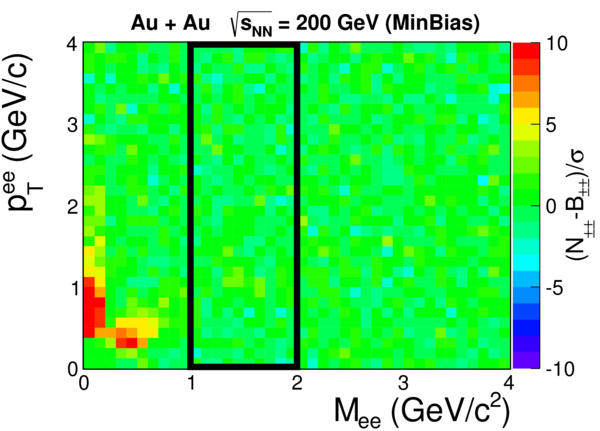 Au + Au √sNN = 200 GeV (MinBias)
pTee (GeV/c)
4
3
2
1
0
0 1 2 3 4
Mee (GeV/c2)
10
5
0
-5
-10
(N±±-B±±)/σ